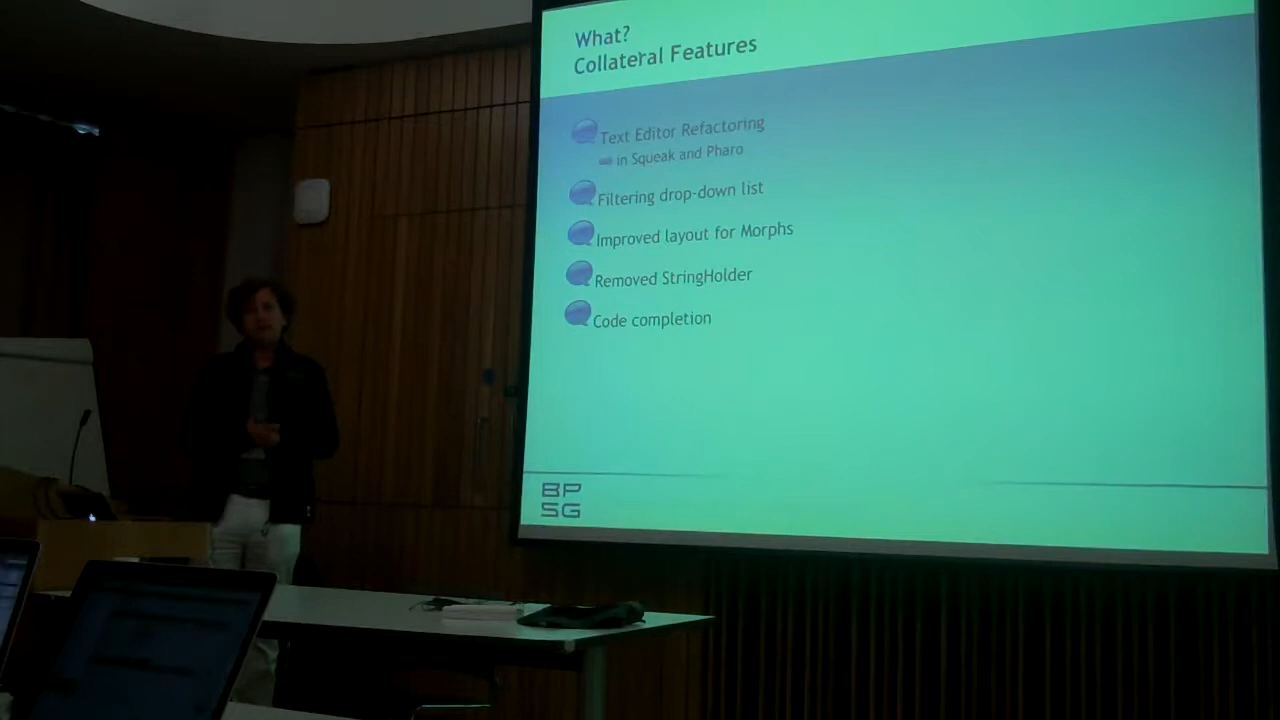 What?
Collateral Features
Text Editor Refactoring
in Squeak and Pharo
Filtering drop-down list
Improved layout for Morphs
Removed StringHolder
Code completion
BP
SG